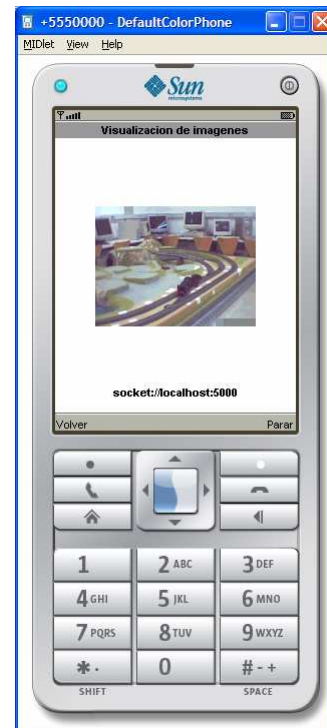 +5550000 - DefaultColorPhone
MIDlet View Help
Sun
microsystems
Visualizacion de imagenes
socket://localhost:5000
Volver Parar
1 2 ABC 3 DEF
4 GHI 5 JKL 6 MNO
7 PQRS 8 TUV 9 WXYZ
* . 0 # - +
SHIFT SPACE